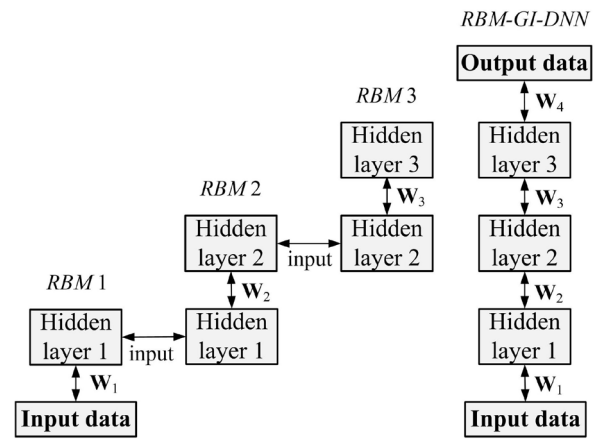 RBM-GI-DNN
Output data
W4
RBM 3
Hidden
layer 3
W3
Hidden
layer 2
RBM 2
Hidden
layer 2
input
W2
Hidden
layer 1
RBM 1
Hidden
layer 1
input
W1
Input data
Hidden
layer 3
W3
Hidden
layer 2
W2
Hidden
layer 1
W1
Input data